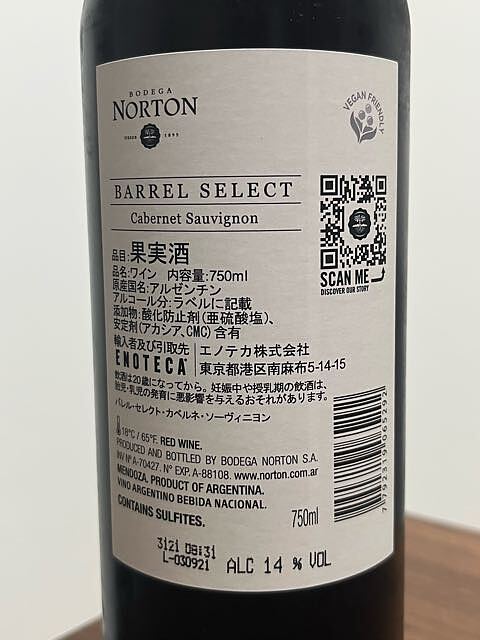 BODEGA
NORTON
DESDE 1895
VEGAN FRIENDLY
BARREL SELECT
Cabernet Sauvignon
SCAN ME
DISCOVER OUR STORY
品目:果実酒
品名:ワイン 内容量:750ml
原産国名:アルゼンチン
アルコール分:ラベルに記載
添加物:酸化防止剤(亜硫酸塩)、
安定剤(アカシア、CMC)含有
輸入者及び引取先
ENOTECA
エノテカ株式会社
東京都港区南麻布5-14-15
飲酒は20歳になってから。妊娠中や授乳期の飲酒は、
胎児・乳児の発育に悪影響を与えるおそれがあります。
バレル・セレクト・カベルネ・ソーヴィニヨン
18°C / 65°F. RED WINE.
PRODUCED AND BOTTLED BY BODEGA NORTON S.A.
INV Nº A-70427. Nº EXP. A-88108. www.norton.com.ar
MENDOZA. PRODUCT OF ARGENTINA.
VINO ARGENTINO BEBIDA NACIONAL.
CONTAINS SULFITES.
750ml
7 792319 065292
3121 08:31
L-030921
ALC 14 % VOL